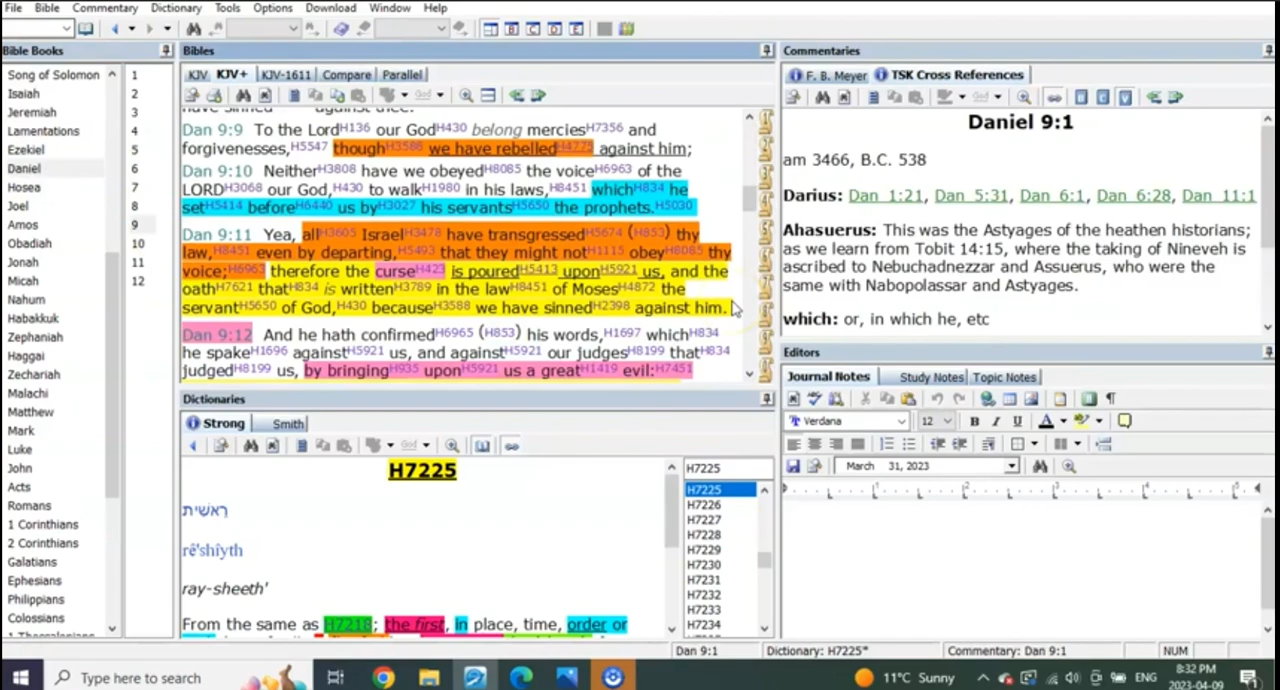 File Bible Commentary Dictionary Tools Options Download Window Help
Bible Books
Song of Solomon
Isaiah
Jeremiah
Lamentations
Ezekiel
Daniel
Hosea
Joel
Amos
Obadiah
Jonah
Micah
Nahum
Habakkuk
Zephaniah
Haggai
Zechariah
Malachi
Matthew
Mark
Luke
John
Acts
Romans
1 Corinthians
2 Corinthians
Galatians
Ephesians
Philippians
Colossians
1 Thessalonians
1
2
3
4
5
6
7
8
9
10
11
12
Bibles
KJV KJV+ KJV-1611 Compare Parallel
have sinned against thee.
Dan 9:9 To the LordH136 our GodH430 belong merciesH7356 and
forgivenesses,H5547 thoughH3588 we have rebelledH4775 against him;
Dan 9:10 NeitherH3808 have we obeyedH8085 the voiceH6963 of the
LORDH3068 our God,H430 to walkH1980 in his laws,H8451 whichH834 he
setH5414 beforeH6440 us byH3027 his servantsH5650 the prophets.H5030
Dan 9:11 Yea, allH3605 IsraelH3478 have transgressedH5674 (H853) thy
law,H8451 even by departing,H5493 that they might notH1115 obeyH8085 thy
voice;H6963 therefore the curseH423 is pouredH5413 uponH5921 us, and the
oathH7621 thatH834 is writtenH3789 in the lawH8451 of MosesH4872 the
servantH5650 of God,H430 becauseH3588 we have sinnedH2398 against him.
Dan 9:12 And he hath confirmedH6965 (H853) his words,H1697 whichH834
he spakeH1696 againstH5921 us, and againstH5921 our judgesH8199 thatH834
judgedH8199 us, by bringingH935 uponH5921 us a greatH1419 evil:H7451
Dictionaries
Strong Smith
H7225
רֵאשִׁית
rê'shîyth
ray-sheeth'
From the same as H7218; the first, in place, time, order or
H7225
H7225
H7226
H7227
H7228
H7229
H7230
H7231
H7232
H7233
H7234
Commentaries
F. B. Meyer TSK Cross References
Daniel 9:1
am 3466, B.C. 538
Darius: Dan 1:21, Dan 5:31, Dan 6:1, Dan 6:28, Dan 11:1
Ahasuerus: This was the Astyages of the heathen historians;
as we learn from Tobit 14:15, where the taking of Nineveh is
ascribed to Nebuchadnezzar and Assuerus, who were the
same with Nabopolassar and Astyages.
which: or, in which he, etc
Editors
Journal Notes Study Notes Topic Notes
Verdana 12 B I U A
March 31, 2023
1 2 3 4 5
Dan 9:1 Dictionary: H7225* Commentary: Dan 9:1 NUM
Type here to search
11°C Sunny
ENG
8:32 PM
2023-04-09